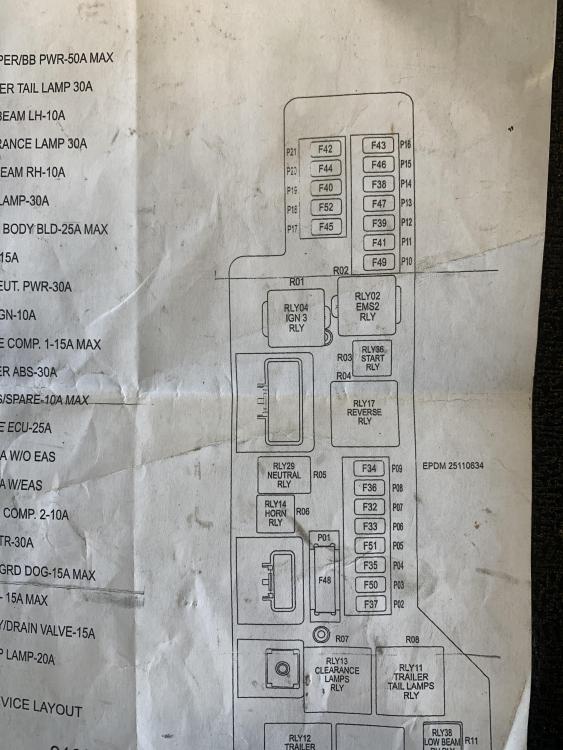 PER/BB PWR-50A MAX
ER TAIL LAMP 30A
BEAM LH-10A
RANCE LAMP 30A
EAM RH-10A
LAMP-30A
BODY BLD-25A MAX
15A
EUT. PWR-30A
GN-10A
E COMP. 1-15A MAX
ER ABS-30A
S/SPARE-10A MAX
E ECU-25A
A W/O EAS
A W/EAS
COMP. 2-10A
TR-30A
GRD DOG-15A MAX
- 15A MAX
Y/DRAIN VALVE-15A
P LAMP-20A
VICE LAYOUT
P21 F42
P20 F44
P19 F40
P18 F52
P17 F45
F43 P16
F46 P15
F38 P14
F47 P13
F39 P12
F41 P11
F49 P10
R01
RLY04
IGN 3
RLY
R02
RLY02
EMS2
RLY
R03
RLY36
START
RLY
R04
RLY17
REVERSE
RLY
RLY29
NEUTRAL
RLY
R05
RLY14
HORN
RLY
R06
F34 P09
F36 P08
F32 P07
F33 P06
F51 P05
F35 P04
F50 P03
F37 P02
EPDM 25110634
P01
F48
R07
RLY13
CLEARANCE
LAMPS
RLY
R08
RLY11
TRAILER
TAIL LAMPS
RLY
RLY12
TRAILER
RLY38
LOW BEAM
R11